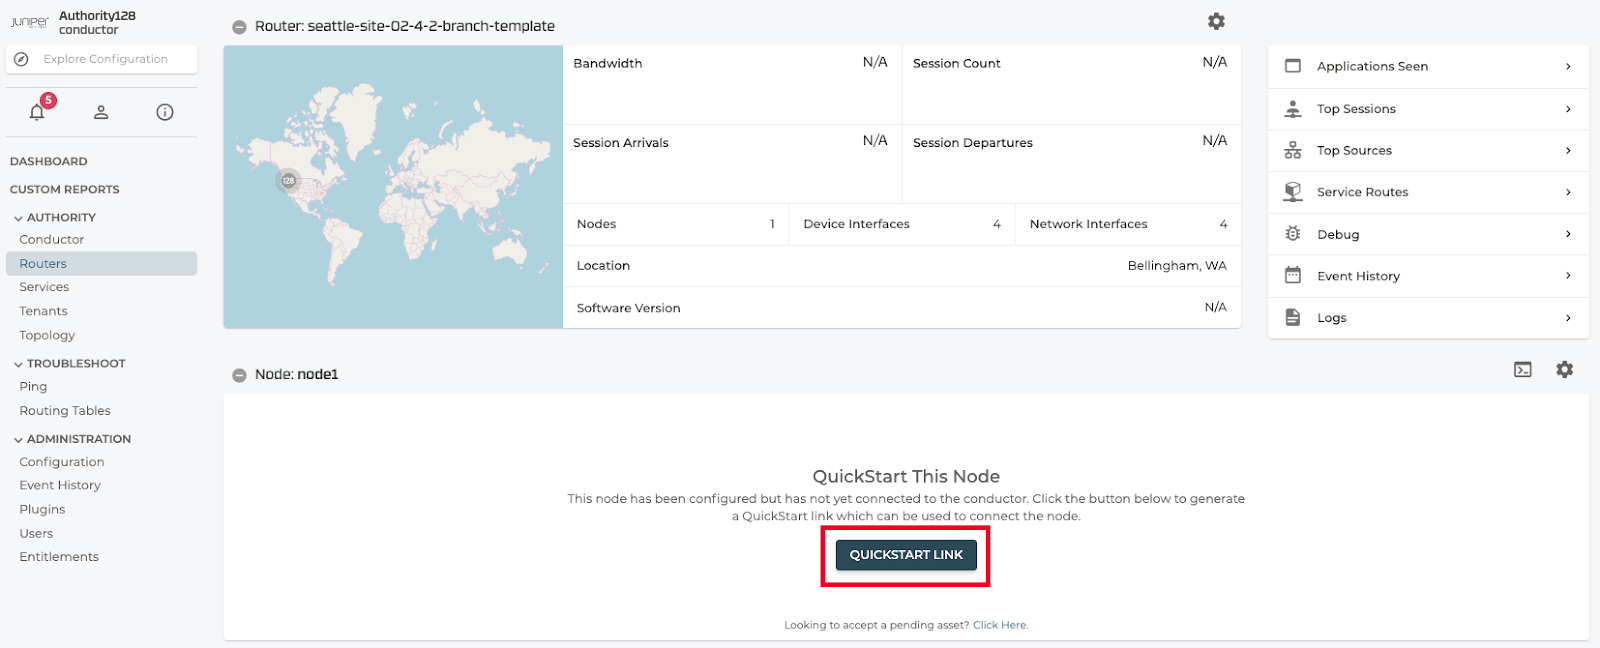 JUNIPER
Authority128
conductor
Explore Configuration
5
DASHBOARD
CUSTOM REPORTS
AUTHORITY
Conductor
Routers
Services
Tenants
Topology
TROUBLESHOOT
Ping
Routing Tables
ADMINISTRATION
Configuration
Event History
Plugins
Users
Entitlements
Router: seattle-site-02-4-2-branch-template
128
Bandwidth N/A
Session Count N/A
Session Arrivals N/A
Session Departures N/A
Nodes 1
Device Interfaces 4
Network Interfaces 4
Location Bellingham, WA
Software Version N/A
Applications Seen
Top Sessions
Top Sources
Service Routes
Debug
Event History
Logs
Node: node1
QuickStart This Node
This node has been configured but has not yet connected to the conductor. Click the button below to generate
a QuickStart link which can be used to connect the node.
QUICKSTART LINK
Looking to accept a pending asset? Click Here.